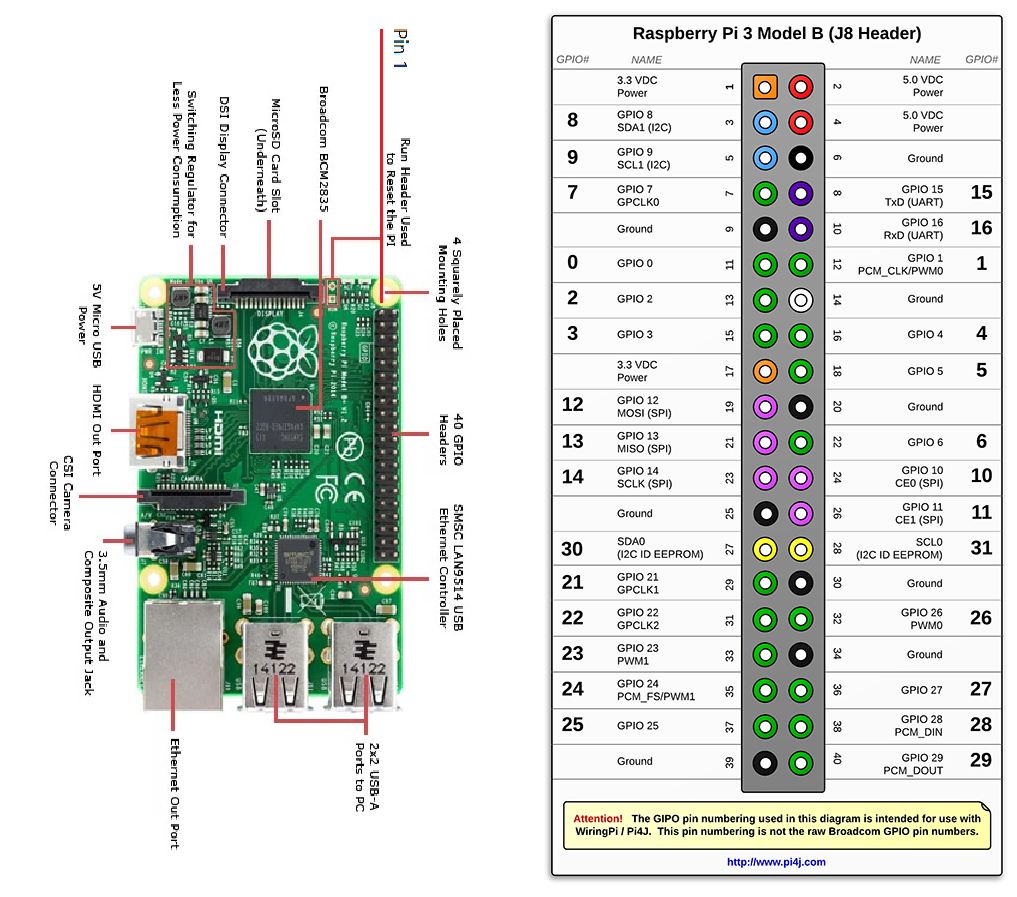 Pin 1
Run Header Used
to Reset the PI
Broadcom BCM2835
MicroSD Card Slot
(Underneath)
DSI Display Connector
Switching Regulator for
Less Power Consumption
4 Squarely Placed
Mounting Holes
5V Micro USB
Power
HDMI Out Port
40 GPIO
Headers
CSI Camera
Connector
SMSC LAN9514 USB
Ethernet Controller
3.5mm Audio and
Composite Output Jack
Ethernet Out Port
2x2 USB-A
Ports to PC
DISPLAY
HDMI
CAMERA
GPIO
CE
FC
Pb
14122
14122
Raspberry Pi 3 Model B (J8 Header)
GPIO# NAME NAME GPIO#
3.3 VDC
Power
1 2
5.0 VDC
Power
8
GPIO 8
SDA1 (I2C)
3 4
5.0 VDC
Power
9
GPIO 9
SCL1 (I2C)
5 6
Ground
7
GPIO 7
GPCLK0
7 8
GPIO 15
TxD (UART)
15
Ground
9 10
GPIO 16
RxD (UART)
16
0
GPIO 0
11 12
GPIO 1
PCM_CLK/PWM0
1
2
GPIO 2
13 14
Ground
3
GPIO 3
15 16
GPIO 4
4
3.3 VDC
Power
17 18
GPIO 5
5
12
GPIO 12
MOSI (SPI)
19 20
Ground
13
GPIO 13
MISO (SPI)
21 22
GPIO 6
6
14
GPIO 14
SCLK (SPI)
23 24
GPIO 10
CE0 (SPI)
10
Ground
25 26
GPIO 11
CE1 (SPI)
11
30
SDA0
(I2C ID EEPROM)
27 28
SCL0
(I2C ID EEPROM)
31
21
GPIO 21
GPCLK1
29 30
Ground
22
GPIO 22
GPCLK2
31 32
GPIO 26
PWM0
26
23
GPIO 23
PWM1
33 34
Ground
24
GPIO 24
PCM_FS/PWM1
35 36
GPIO 27
27
25
GPIO 25
37 38
GPIO 28
PCM_DIN
28
Ground
39 40
GPIO 29
PCM_DOUT
29
Attention! The GIPO pin numbering used in this diagram is intended for use with
WiringPi / Pi4J. This pin numbering is not the raw Broadcom GPIO pin numbers.
http://www.pi4j.com